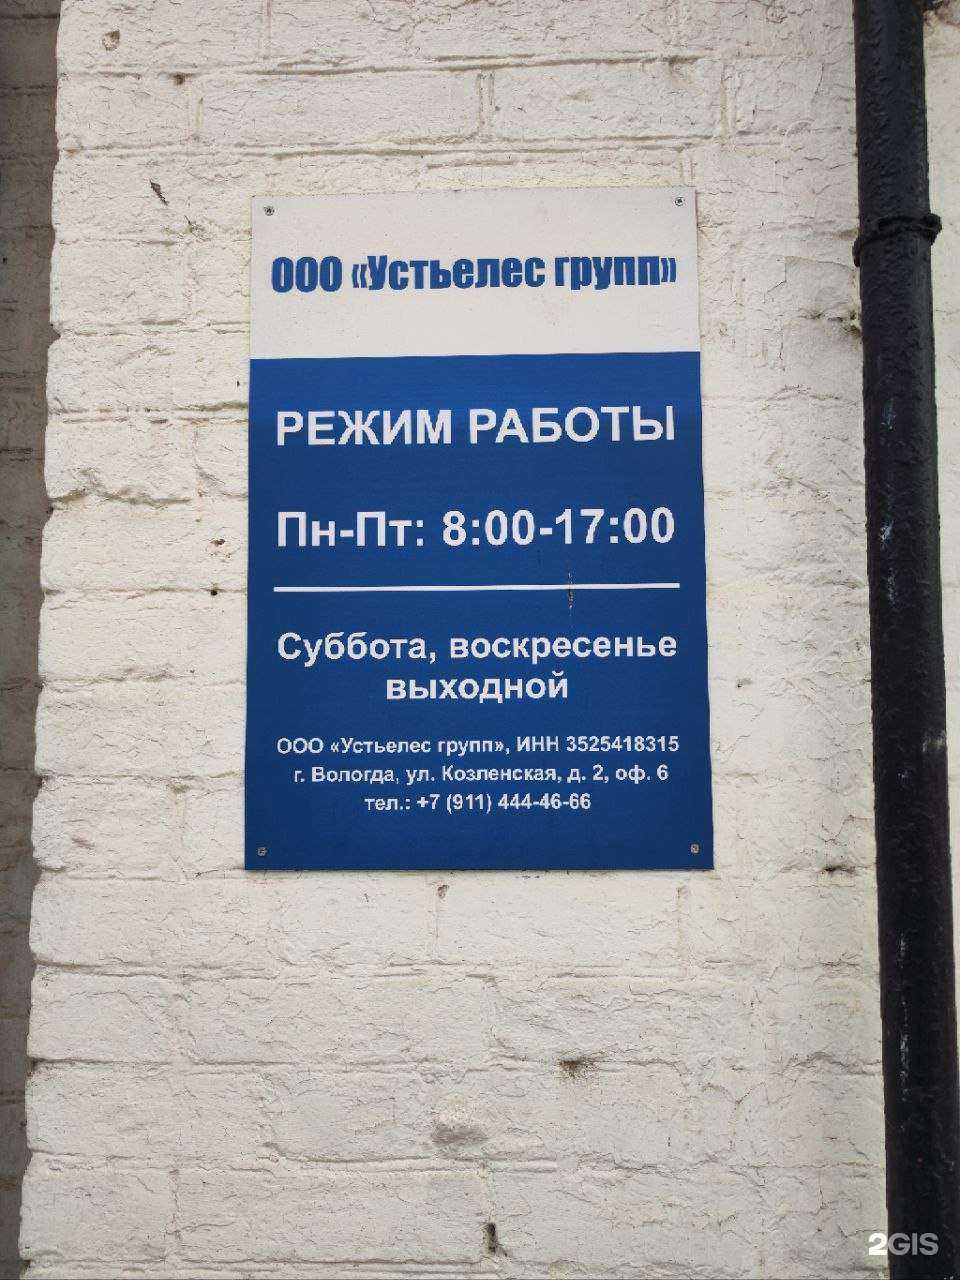 ООО «Устьелес групп»
РЕЖИМ РАБОТЫ
Пн-Пт: 8:00-17:00
Суббота, воскресенье
выходной
ООО «Устьелес групп», ИНН 3525418315
г. Вологда, ул. Козленская, д. 2, оф. 6
тел.: +7 (911) 444-46-66
2GIS